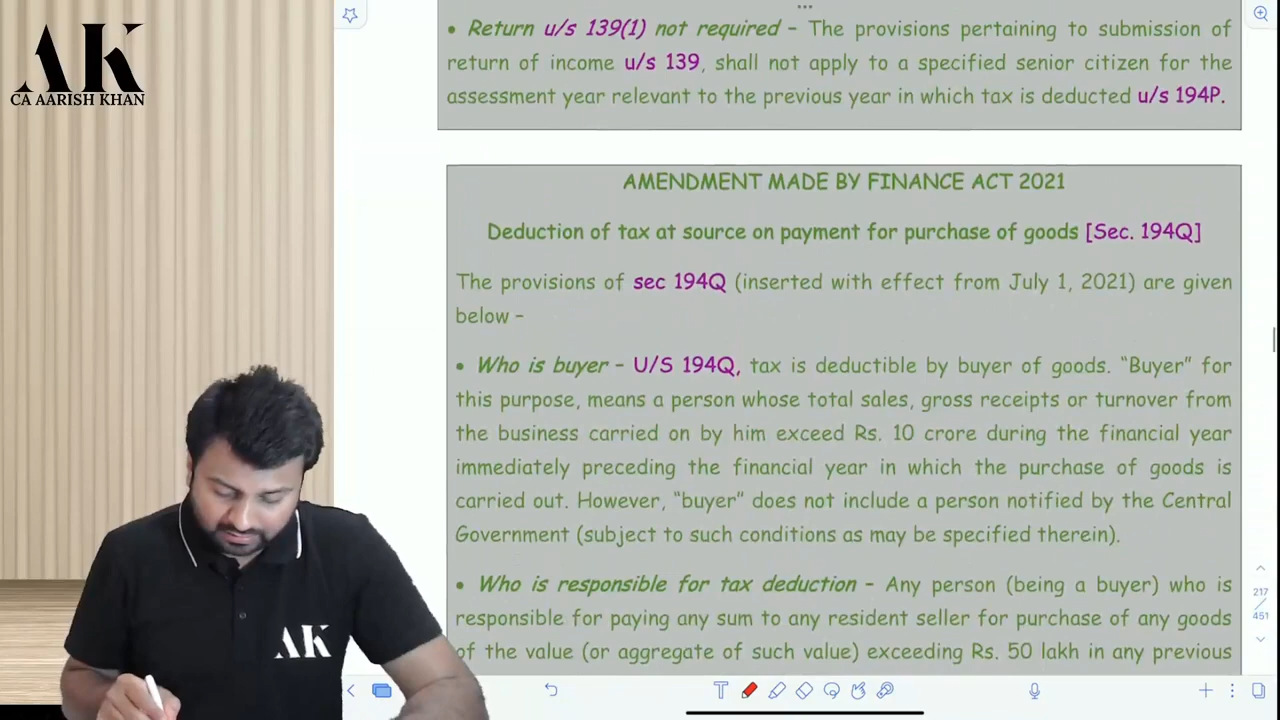 AK
CA AARISH KHAN
• Return u/s 139(1) not required – The provisions pertaining to submission of
return of income u/s 139, shall not apply to a specified senior citizen for the
assessment year relevant to the previous year in which tax is deducted u/s 194P.
AMENDMENT MADE BY FINANCE ACT 2021
Deduction of tax at source on payment for purchase of goods [Sec. 194Q]
The provisions of sec 194Q (inserted with effect from July 1, 2021) are given
below –
• Who is buyer – U/S 194Q, tax is deductible by buyer of goods. “Buyer” for
this purpose, means a person whose total sales, gross receipts or turnover from
the business carried on by him exceed Rs. 10 crore during the financial year
immediately preceding the financial year in which the purchase of goods is
carried out. However, “buyer” does not include a person notified by the Central
Government (subject to such conditions as may be specified therein).
• Who is responsible for tax deduction – Any person (being a buyer) who is
responsible for paying any sum to any resident seller for purchase of any goods
of the value (or aggregate of such value) exceeding Rs. 50 lakh in any previous
217
451
AK